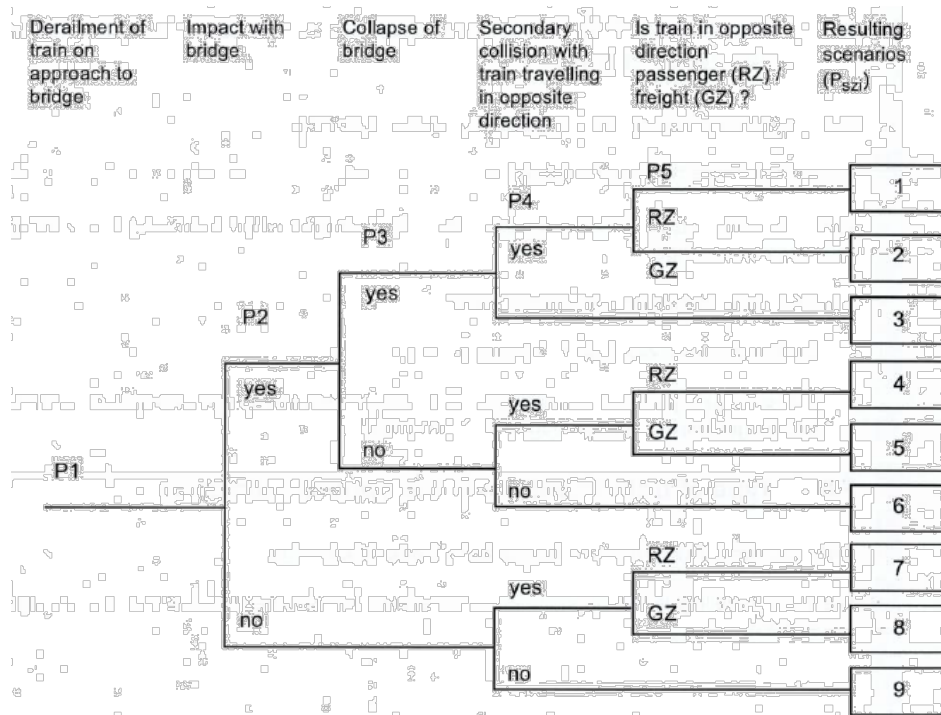 Derailment of
train on
approach to
bridge
Impact with
bridge
Collapse of
bridge
Secondary
collision with
train travelling
in opposite
direction
Is train in opposite
direction
passenger (RZ) /
freight (GZ) ?
Resulting
scenarios
(Pszi)
P5
1
P4
RZ
P3
yes
2
GZ
yes
P2
3
RZ
4
yes
yes
GZ
no
5
P1
no
6
RZ
7
yes
GZ
no
8
no
9